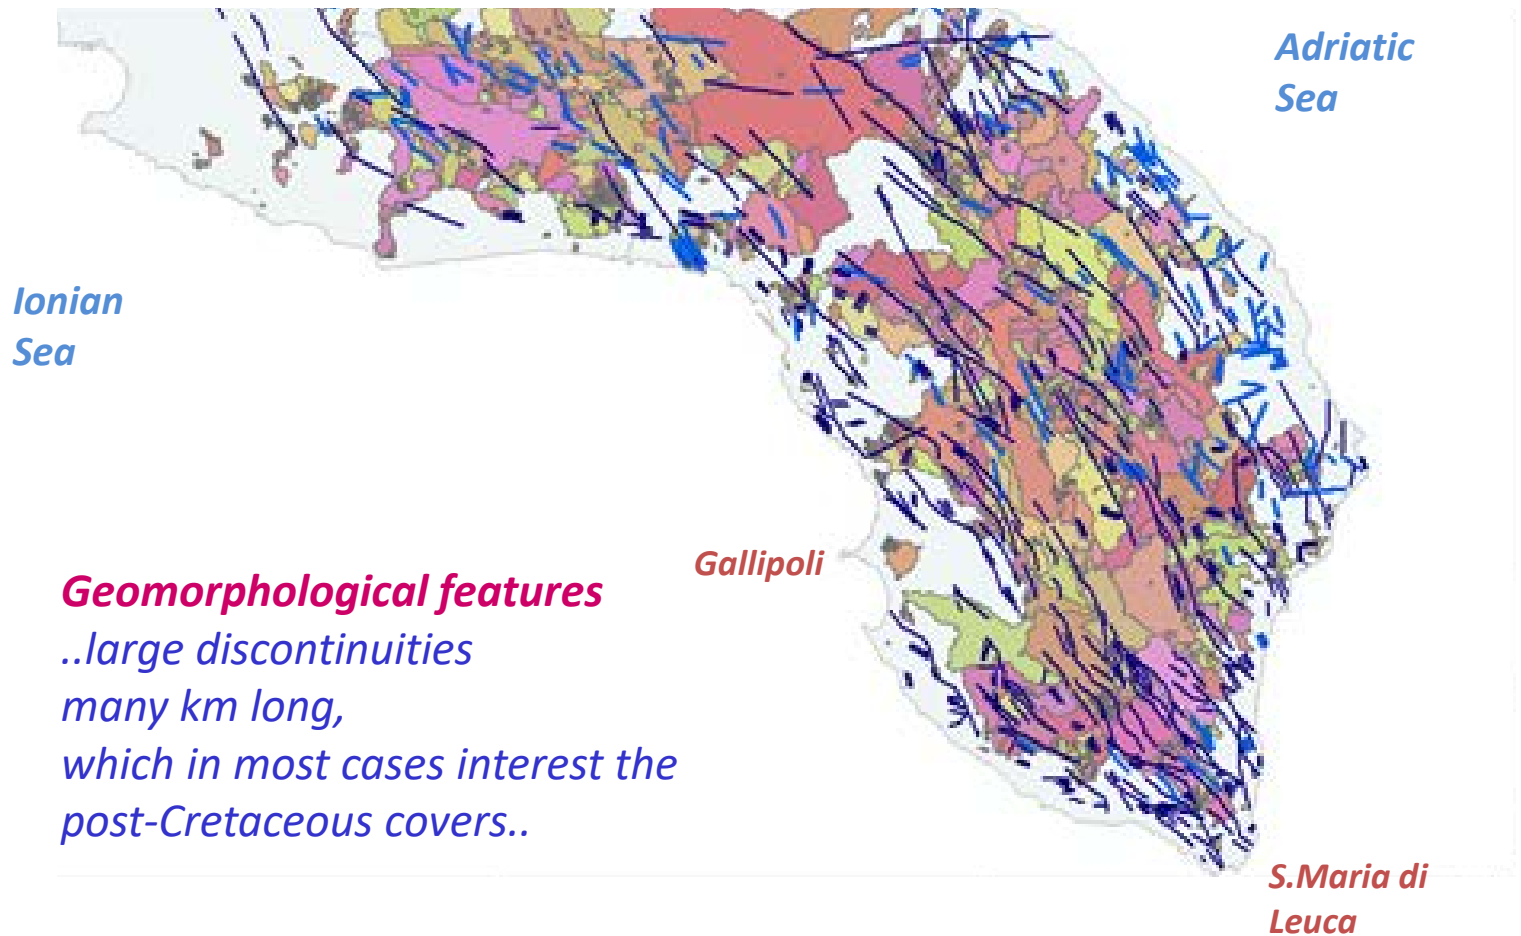 Adriatic
Sea
Ionian
Sea
Gallipoli
Geomorphological features
..large discontinuities
many km long,
which in most cases interest the
post-Cretaceous covers..
S.Maria di
Leuca